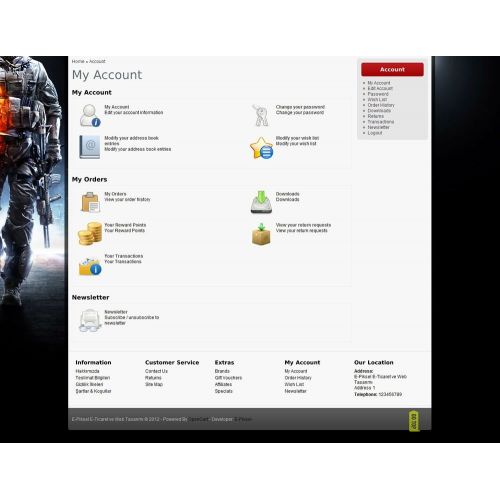 Home » Account
My Account
My Account
My Account
Edit your account information
Change your password
Change your password
Modify your address book
entries
Modify your address book entries
Modify your wish list
Modify your wish list
My Orders
My Orders
View your order history
Downloads
Downloads
Your Reward Points
Your Reward Points
View your return requests
View your return requests
Your Transactions
Your Transactions
Newsletter
Newsletter
Subscribe / unsubscribe to
newsletter
Account
My Account
Edit Account
Password
Wish List
Order History
Downloads
Returns
Transactions
Newsletter
Logout
Information
Hakkımızda
Teslimat Bilgileri
Gizlilik İlkeleri
Şartlar & Koşullar
Customer Service
Contact Us
Returns
Site Map
Extras
Brands
Gift Vouchers
Affiliates
Specials
My Account
My Account
Order History
Wish List
Newsletter
Our Location
Address:
E-Piksel E-Ticaret ve Web
Tasarımı
Address 1
Telephone: 123456789
E-Piksel E-Ticaret ve Web Tasarımı © 2012 - Powered By OpenCart Developer: E-Piksel